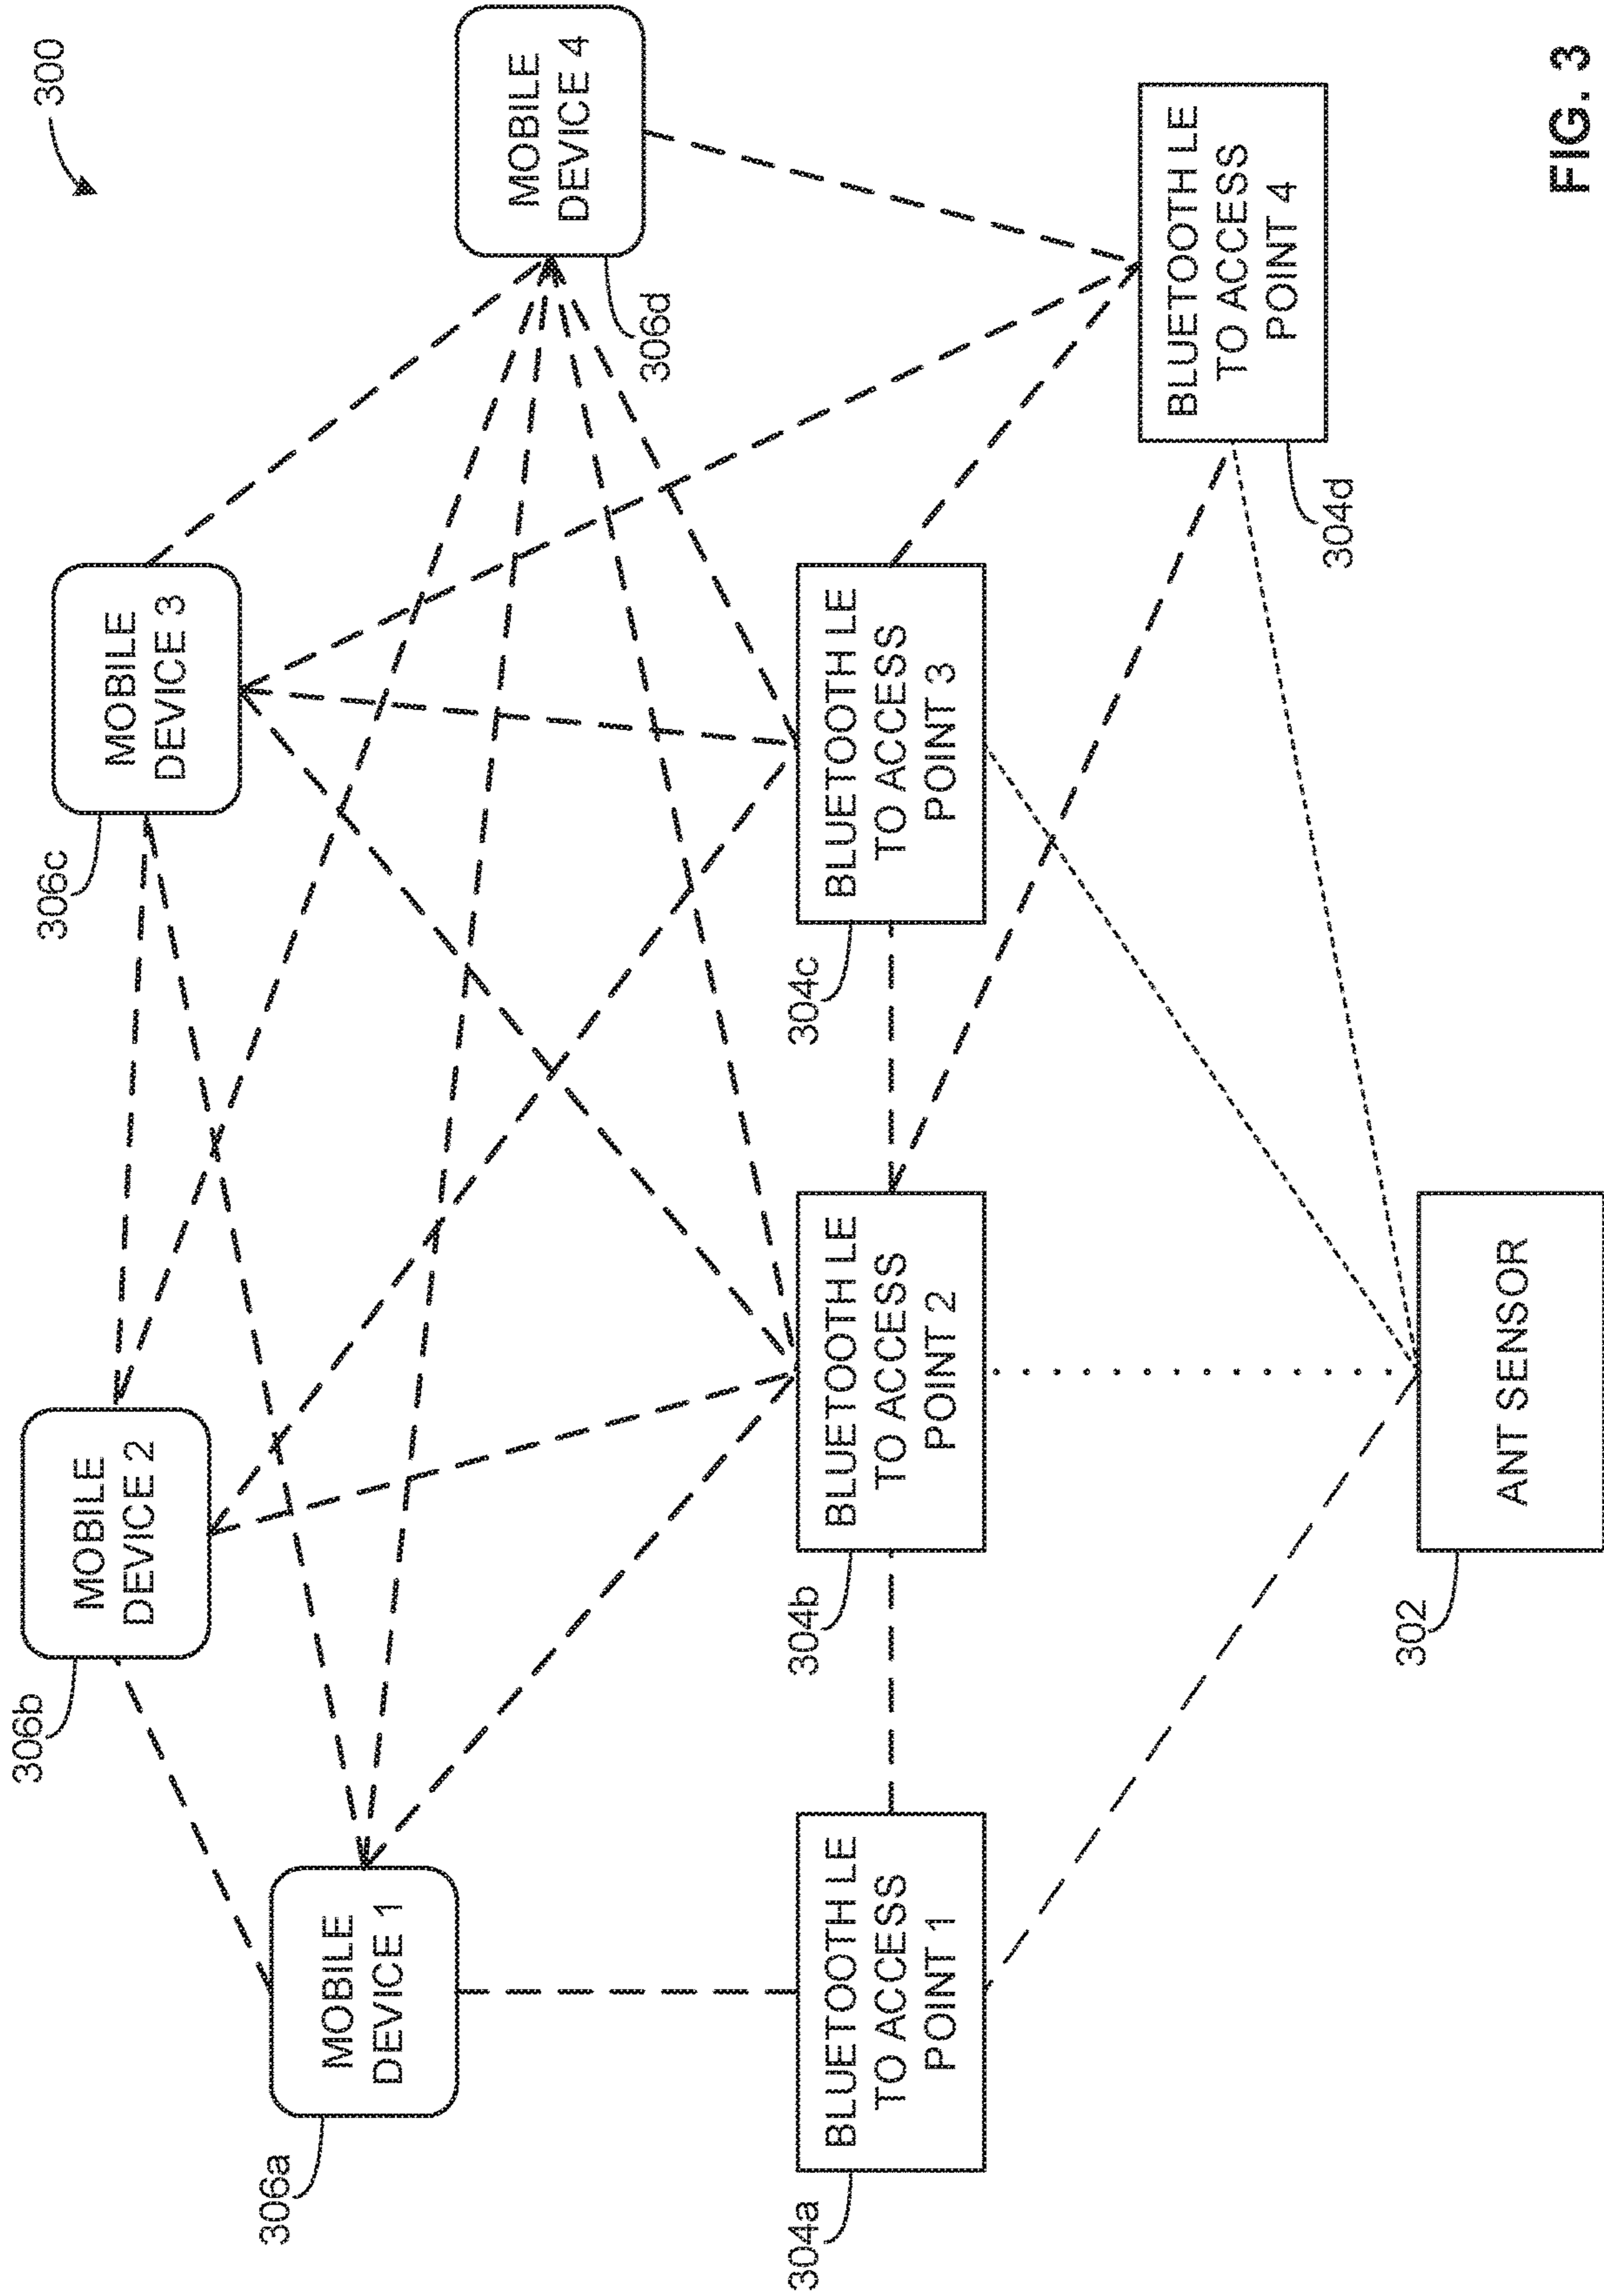 300
306b
MOBILE
DEVICE 2
306c
MOBILE
DEVICE 3
306a
MOBILE
DEVICE 1
MOBILE
DEVICE 4
306d
304a
BLUETOOTH LE
TO ACCESS
POINT 1
304b
BLUETOOTH LE
TO ACCESS
POINT 2
304c
BLUETOOTH LE
TO ACCESS
POINT 3
BLUETOOTH LE
TO ACCESS
POINT 4
304d
302
ANT SENSOR
FIG. 3